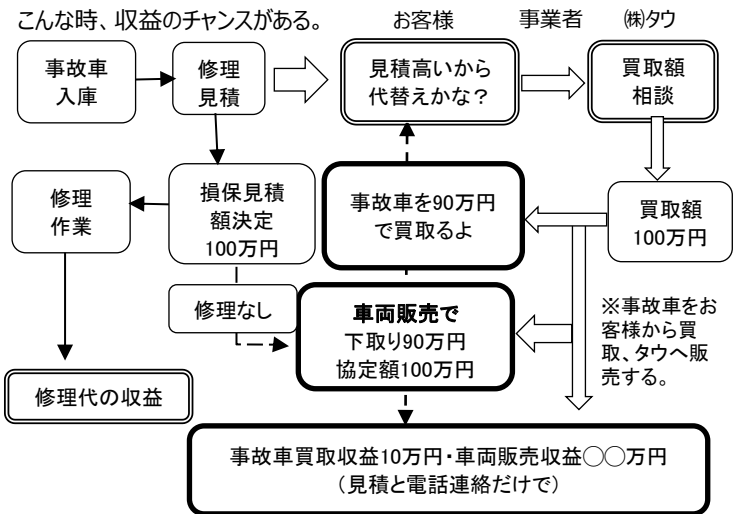 こんな時、収益のチャンスがある。
お客様
事業者
㈱タウ
事故車
入庫
修理
見積
見積高いから
代替えかな？
買取額
相談
修理
作業
損保見積
額決定
100万円
事故車を90万円
で買取るよ
買取額
100万円
修理なし
車両販売で
下取り90万円
協定額100万円
※事故車をお
客様から買
取、タウへ販
売する。
修理代の収益
事故車買取収益10万円・車両販売収益◯◯万円
（見積と電話連絡だけで）